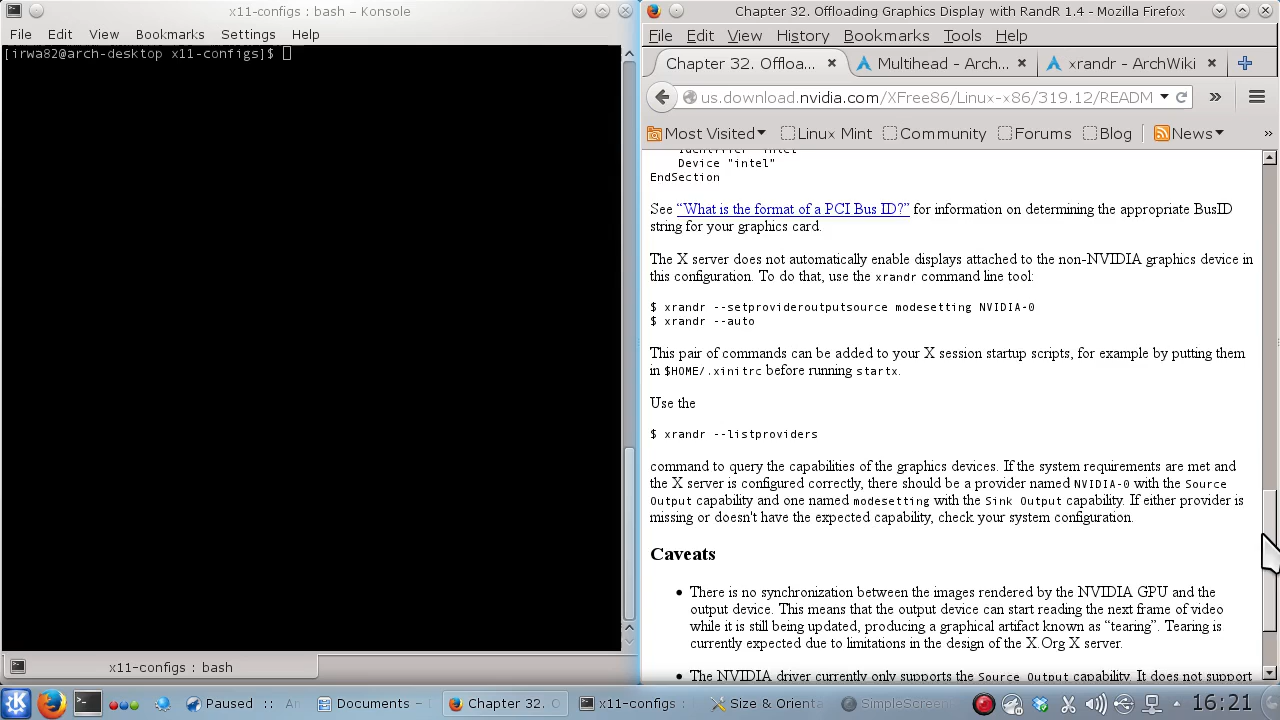 x11-configs : bash – Konsole
File Edit View Bookmarks Settings Help
[irwa82@arch-desktop x11-configs]$
x11-configs : bash
Chapter 32. Offloading Graphics Display with RandR 1.4 - Mozilla Firefox
File Edit View History Bookmarks Tools Help
Chapter 32. Offloa... Multihead - Arch... xrandr - ArchWiki
us.download.nvidia.com/XFree86/Linux-x86/319.12/READM
Most Visited Linux Mint Community Forums Blog News
Identifier "intel"
Device "intel"
EndSection
See “What is the format of a PCI Bus ID?” for information on determining the appropriate BusID
string for your graphics card.
The X server does not automatically enable displays attached to the non-NVIDIA graphics device in
this configuration. To do that, use the xrandr command line tool:
$ xrandr --setprovideroutputsource modesetting NVIDIA-0
$ xrandr --auto
This pair of commands can be added to your X session startup scripts, for example by putting them
in $HOME/.xinitrc before running startx.
Use the
$ xrandr --listproviders
command to query the capabilities of the graphics devices. If the system requirements are met and
the X server is configured correctly, there should be a provider named NVIDIA-0 with the Source
Output capability and one named modesetting with the Sink Output capability. If either provider is
missing or doesn't have the expected capability, check your system configuration.
Caveats
There is no synchronization between the images rendered by the NVIDIA GPU and the
output device. This means that the output device can start reading the next frame of video
while it is still being updated, producing a graphical artifact known as “tearing”. Tearing is
currently expected due to limitations in the design of the X.Org X server.
The NVIDIA driver currently only supports the Source Output capability. It does not support
Paused :: An Documents – Chapter 32. O x11-configs : Size & Orienta SimpleScreen 16:21